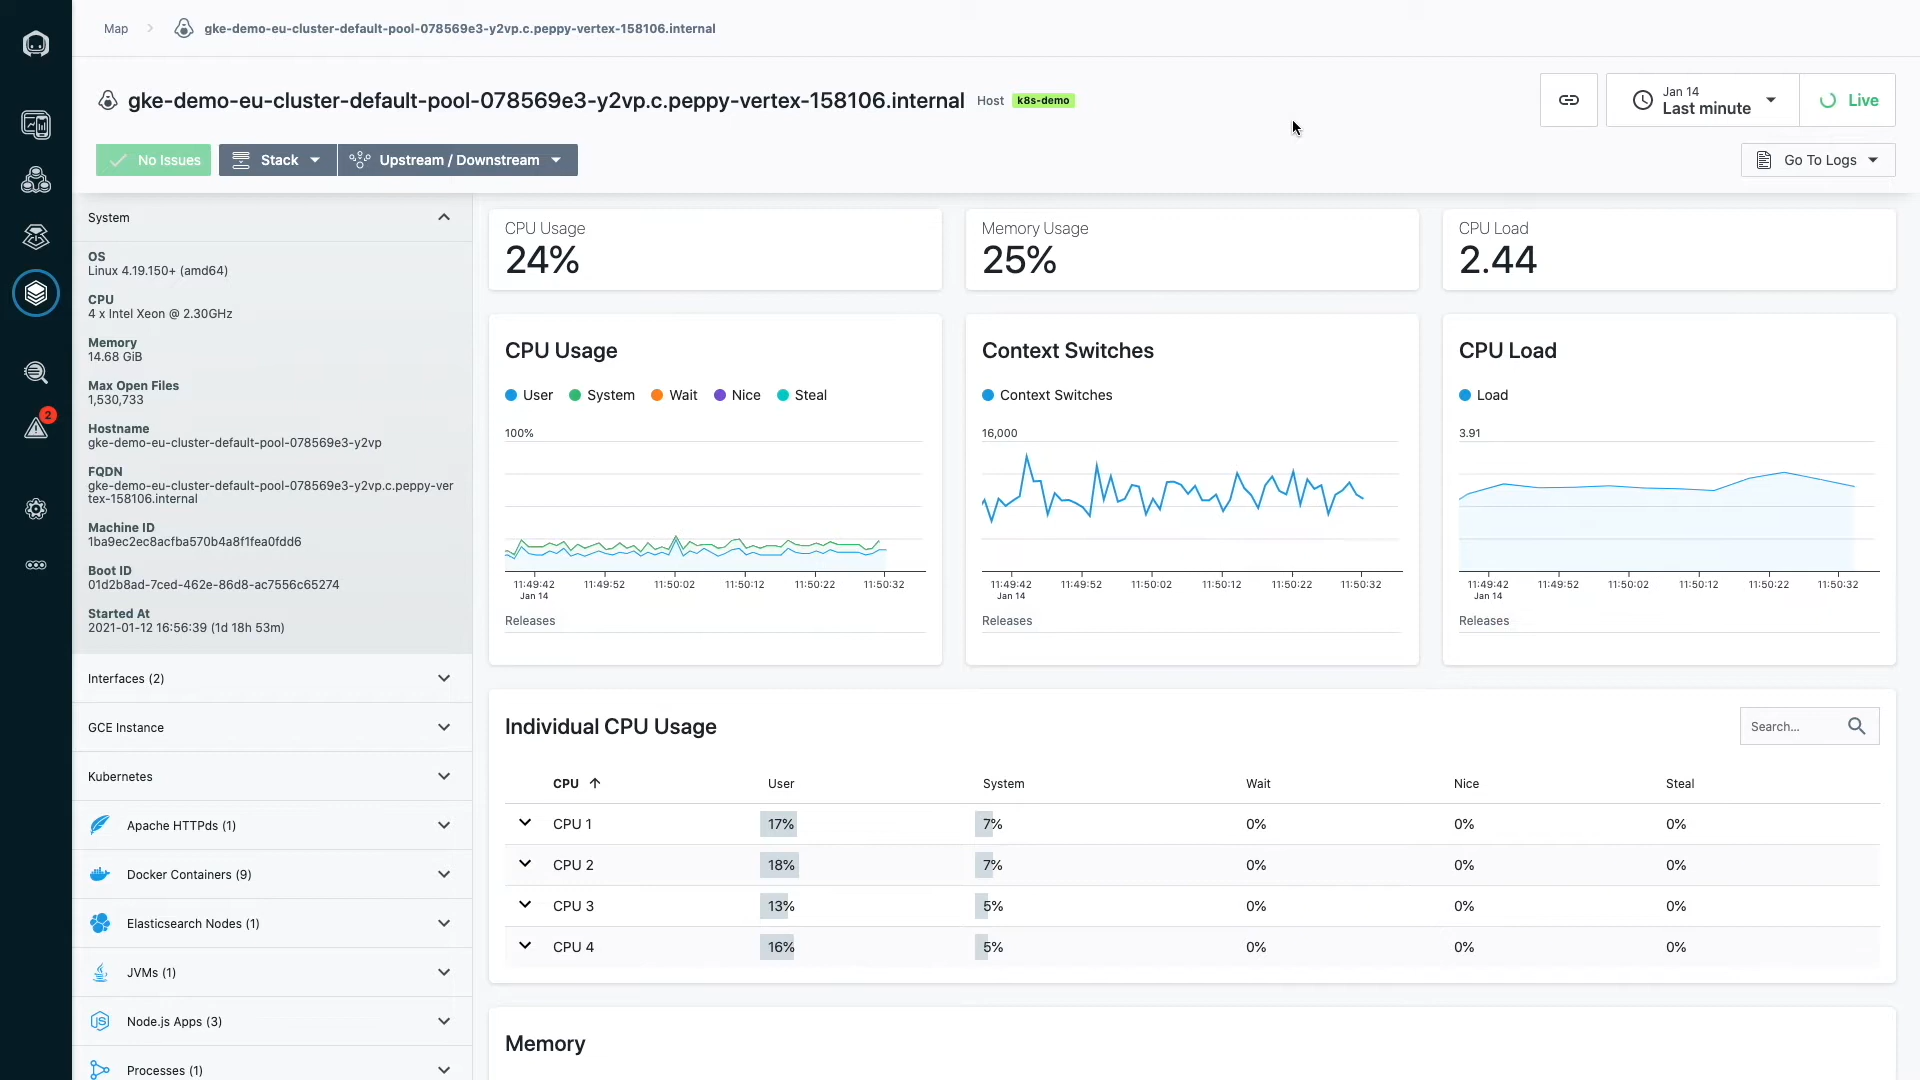 Map
gke-demo-eu-cluster-default-pool-078569e3-y2vp.c.peppy-vertex-158106.internal
gke-demo-eu-cluster-default-pool-078569e3-y2vp.c.peppy-vertex-158106.internal Host k8s-demo
Jan 14
Last minute
Live
No Issues
Stack
Upstream / Downstream
Go To Logs
2
System
OS
Linux 4.19.150+ (amd64)
CPU
4 x Intel Xeon @ 2.30GHz
Memory
14.68 GiB
Max Open Files
1,530,733
Hostname
gke-demo-eu-cluster-default-pool-078569e3-y2vp
FQDN
gke-demo-eu-cluster-default-pool-078569e3-y2vp.c.peppy-ver
tex-158106.internal
Machine ID
1ba9ec2ec8acfba570b4a8f1fea0fdd6
Boot ID
01d2b8ad-7ced-462e-86d8-ac7556c65274
Started At
2021-01-12 16:56:39 (1d 18h 53m)
Interfaces (2)
GCE Instance
Kubernetes
Apache HTTPds (1)
Docker Containers (9)
Elasticsearch Nodes (1)
JVMs (1)
Node.js Apps (3)
Processes (1)
CPU Usage
24%
Memory Usage
25%
CPU Load
2.44
CPU Usage
User System Wait Nice Steal
100%
11:49:42 11:49:52 11:50:02 11:50:12 11:50:22 11:50:32
Jan 14
Releases
Context Switches
Context Switches
16,000
11:49:42 11:49:52 11:50:02 11:50:12 11:50:22 11:50:32
Jan 14
Releases
CPU Load
Load
3.91
11:49:42 11:49:52 11:50:02 11:50:12 11:50:22 11:50:32
Jan 14
Releases
Individual CPU Usage
Search...
CPU User System Wait Nice Steal
CPU 1 17% 7% 0% 0% 0%
CPU 2 18% 7% 0% 0% 0%
CPU 3 13% 5% 0% 0% 0%
CPU 4 16% 5% 0% 0% 0%
Memory